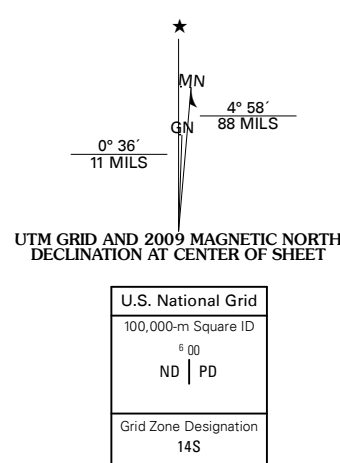 ★
MN
4° 58´
88 MILS
GN
0° 36´
11 MILS
UTM GRID AND 2009 MAGNETIC NORTH
DECLINATION AT CENTER OF SHEET
U.S. National Grid
100,000-m Square ID
6 00
ND PD
Grid Zone Designation
14S